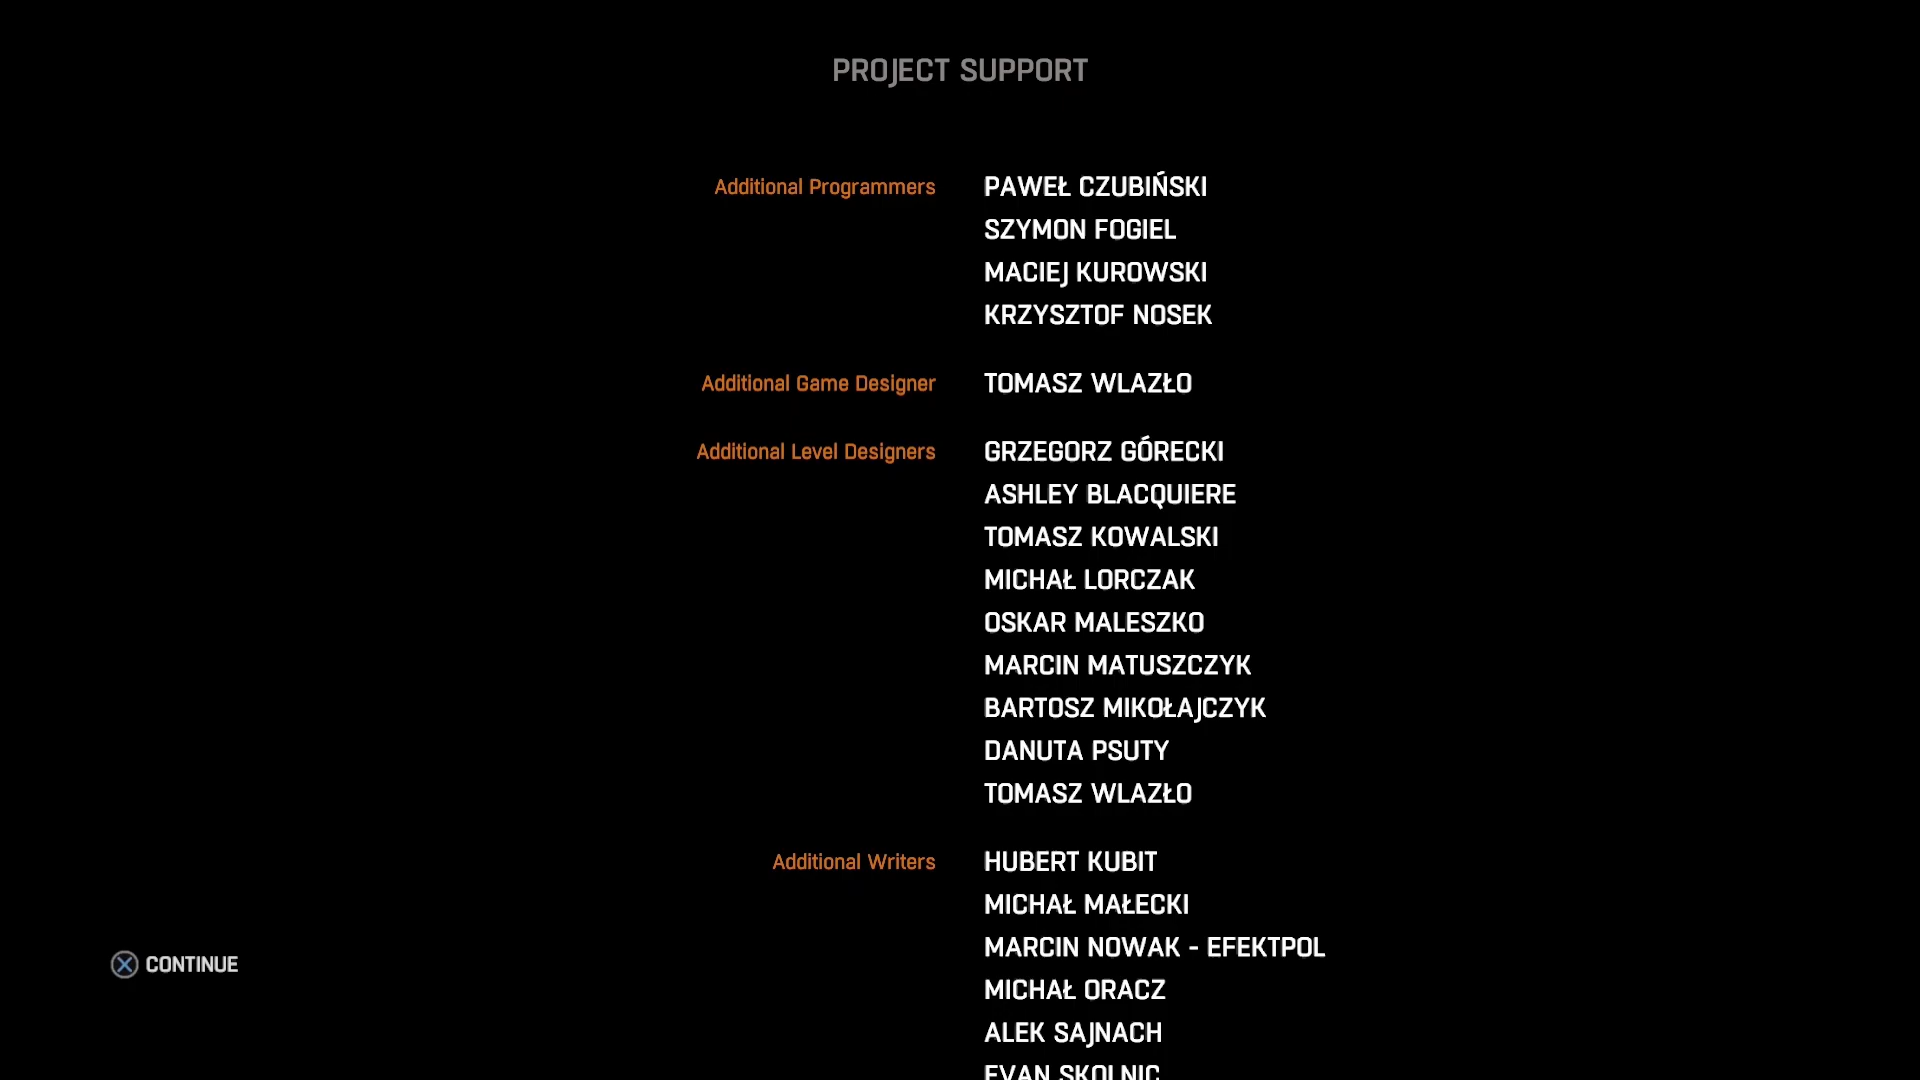 PROJECT SUPPORT
Additional Programmers PAWEŁ CZUBIŃSKI
SZYMON FOGIEL
MACIEJ KUROWSKI
KRZYSZTOF NOSEK
Additional Game Designer TOMASZ WLAZŁO
Additional Level Designers GRZEGORZ GÓRECKI
ASHLEY BLACQUIERE
TOMASZ KOWALSKI
MICHAŁ LORCZAK
OSKAR MALESZKO
MARCIN MATUSZCZYK
BARTOSZ MIKOŁAJCZYK
DANUTA PSUTY
TOMASZ WLAZŁO
Additional Writers HUBERT KUBIT
MICHAŁ MAŁECKI
MARCIN NOWAK - EFEKTPOL
CONTINUE
MICHAŁ ORACZ
ALEK SAJNACH
EVAN SKOLNIC